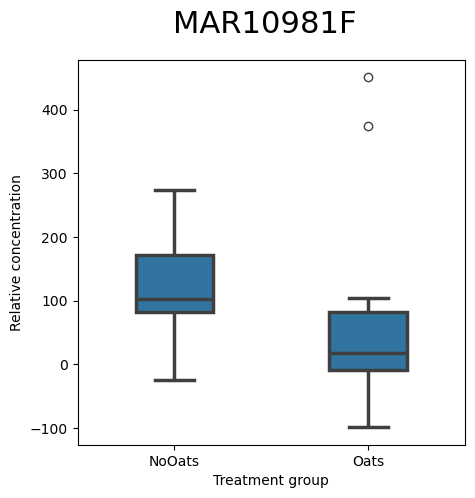 MAR10981F
Relative concentration
400
300
200
100
0
−100
NoOats
Oats
Treatment group